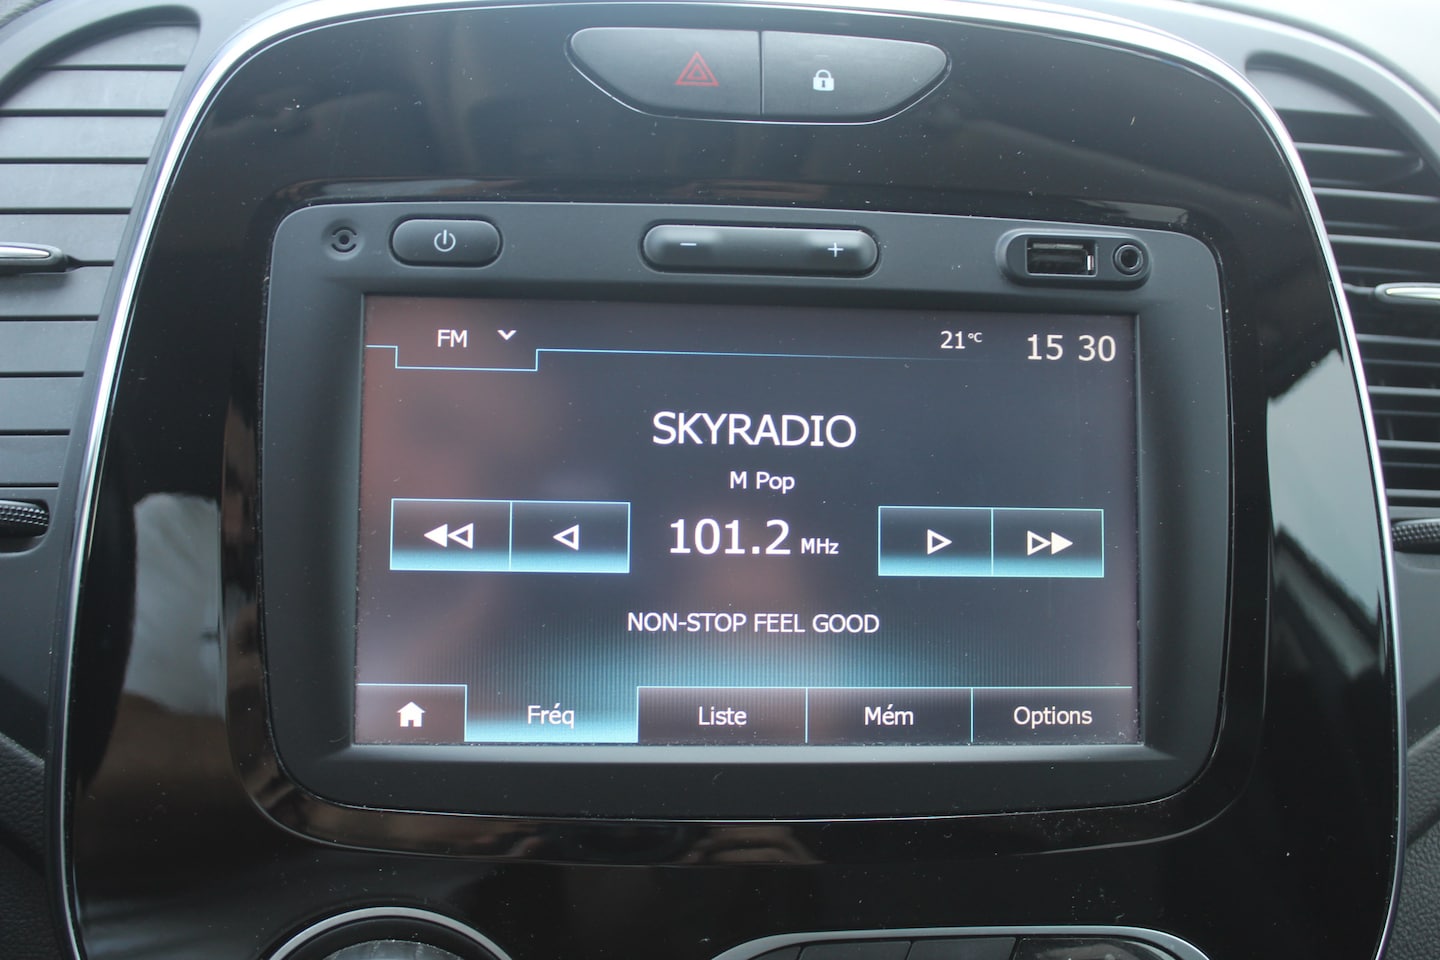 FM 21°C 15 30
SKYRADIO
M Pop
101.2 MHz
NON-STOP FEEL GOOD
Fréq Liste Mém Options